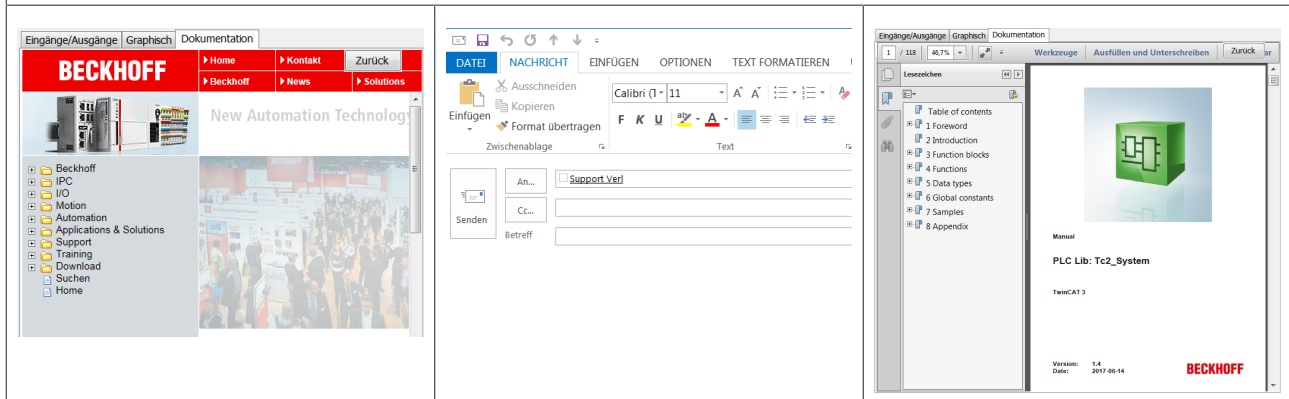 Eingänge/Ausgänge Graphisch Dokumentation
BECKHOFF
Home Kontakt Zurück
Beckhoff News Solutions
New Automation Technology
Beckhoff
IPC
I/O
Motion
Automation
Applications & Solutions
Support
Training
Download
Suchen
Home
DATEI NACHRICHT EINFÜGEN OPTIONEN TEXT FORMATIEREN
Einfügen
Ausschneiden
Kopieren
Format übertragen
Zwischenablage
Calibri (T 11
F K U
Text
Senden
An... Support Verl
Cc...
Betreff
Eingänge/Ausgänge Graphisch Dokumentation
1 / 118 46,7% Werkzeuge Ausfüllen und Unterschreiben Zurück
Lesezeichen
Table of contents
1 Foreword
2 Introduction
3 Function blocks
4 Functions
5 Data types
6 Global constants
7 Samples
8 Appendix
Manual
PLC Lib: Tc2_System
TwinCAT 3
Version: 1.4
Date: 2017-06-14
BECKHOFF